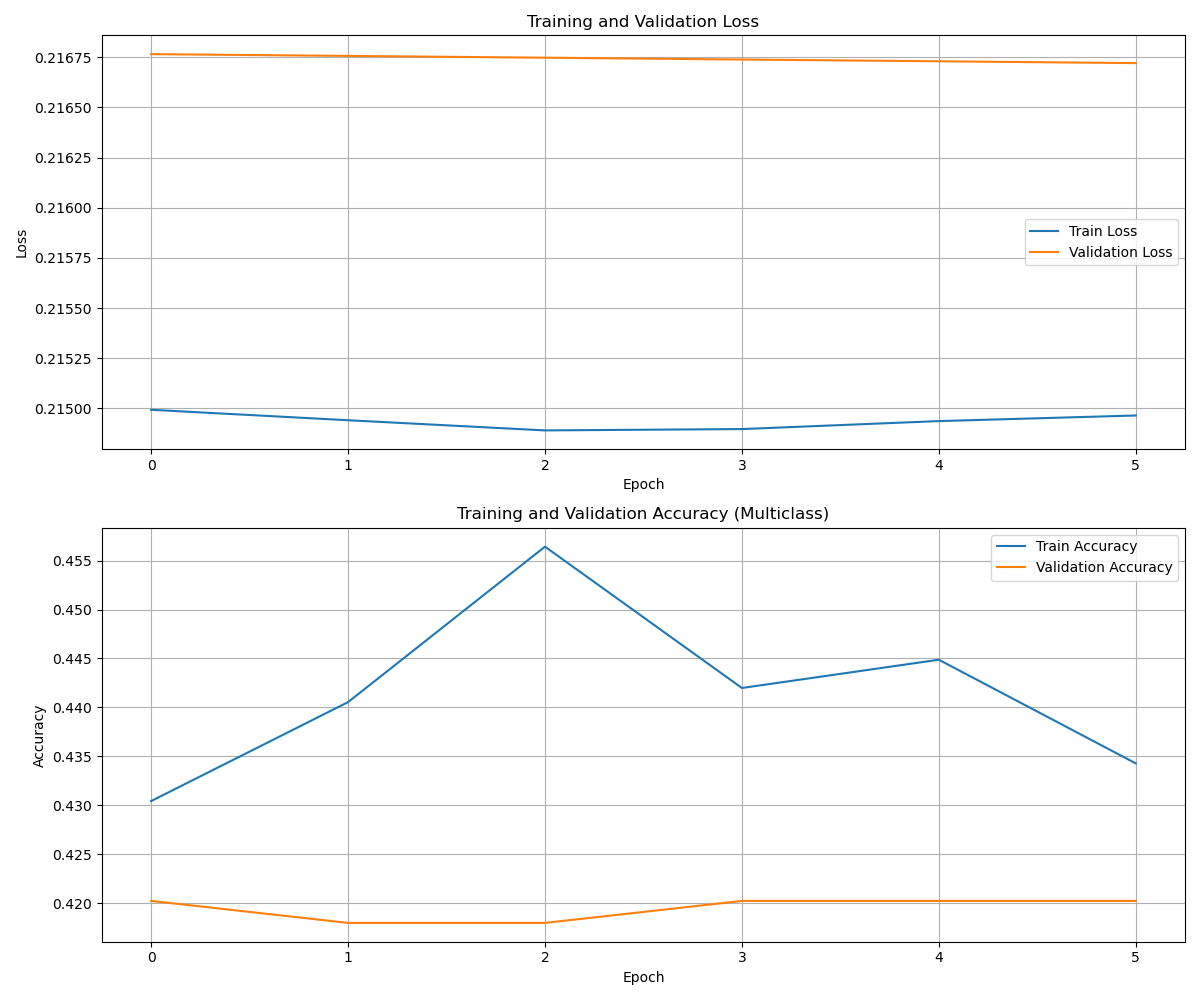 Training and Validation Loss
0.21675
0.21650
0.21625
0.21600
0.21575
0.21550
0.21525
0.21500
Loss
Train Loss
Validation Loss
0 1 2 3 4 5
Epoch
Training and Validation Accuracy (Multiclass)
0.455
0.450
0.445
0.440
0.435
0.430
0.425
0.420
Accuracy
Train Accuracy
Validation Accuracy
0 1 2 3 4 5
Epoch